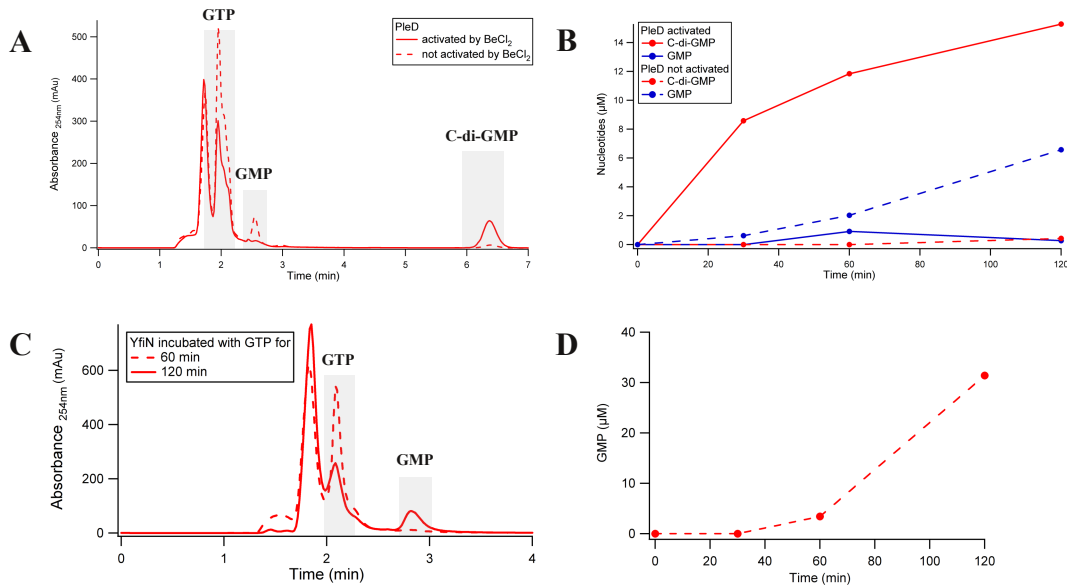 A
GTP
PleD
activated by BeCl2
not activated by BeCl2
500
400
300
200
100
0
Absorbance 254nm (mAu)
GMP
C-di-GMP
0 1 2 3 4 5 6 7
Time (min)
B
PleD activated
C-di-GMP
GMP
PleD not activated
C-di-GMP
GMP
14
12
10
8
6
4
2
0
Nucleotides (µM)
0 20 40 60 80 100 120
Time (min)
C
YfiN incubated with GTP for
60 min
120 min
GTP
GMP
600
400
200
0
Absorbance 254nm (mAu)
0 1 2 3 4
Time (min)
D
40
30
20
10
0
GMP (µM)
60 0 20 40 60 80 100 120
Time (min)